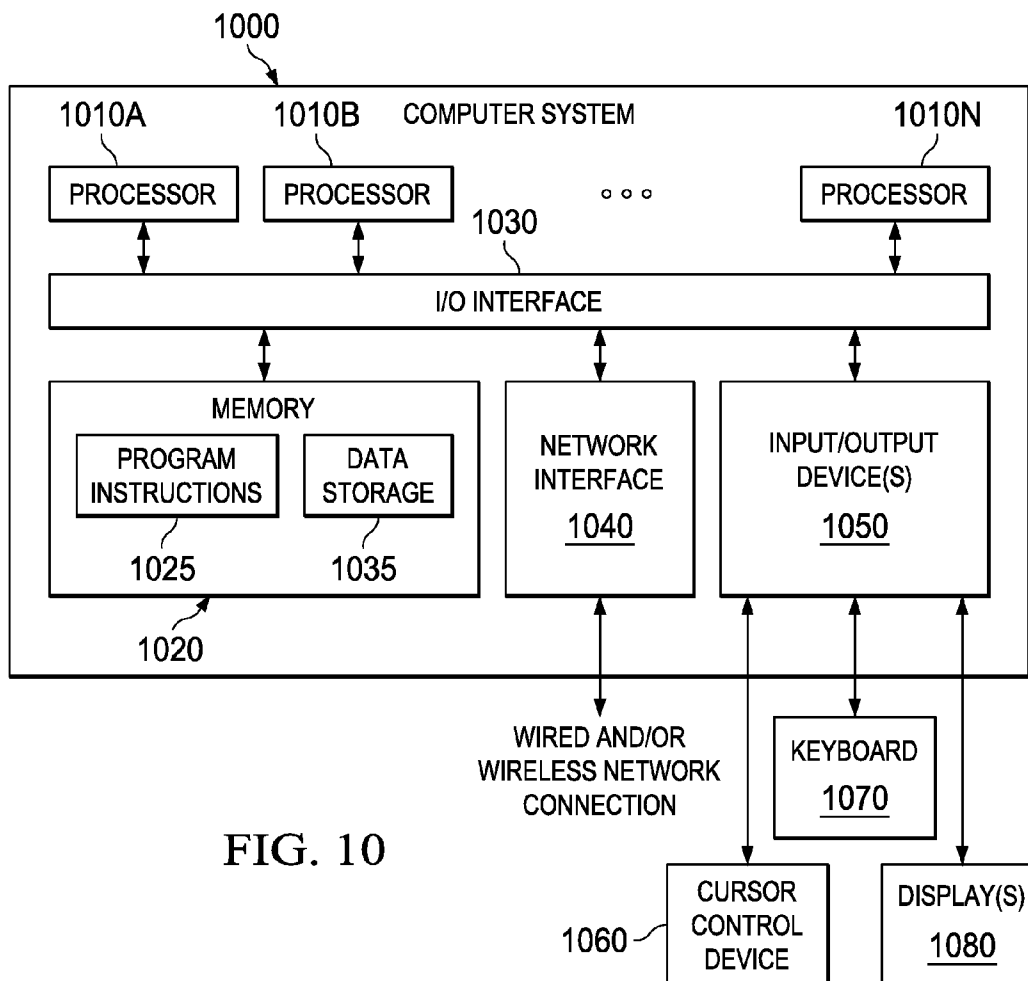 1000
COMPUTER SYSTEM
1010A
1010B
1010N
PROCESSOR
PROCESSOR
PROCESSOR
1030
I/O INTERFACE
MEMORY
PROGRAM
INSTRUCTIONS
DATA
STORAGE
1025
1035
1020
NETWORK
INTERFACE
1040
INPUT/OUTPUT
DEVICE(S)
1050
WIRED AND/OR
WIRELESS NETWORK
CONNECTION
KEYBOARD
1070
FIG. 10
1060
CURSOR
CONTROL
DEVICE
DISPLAY(S)
1080